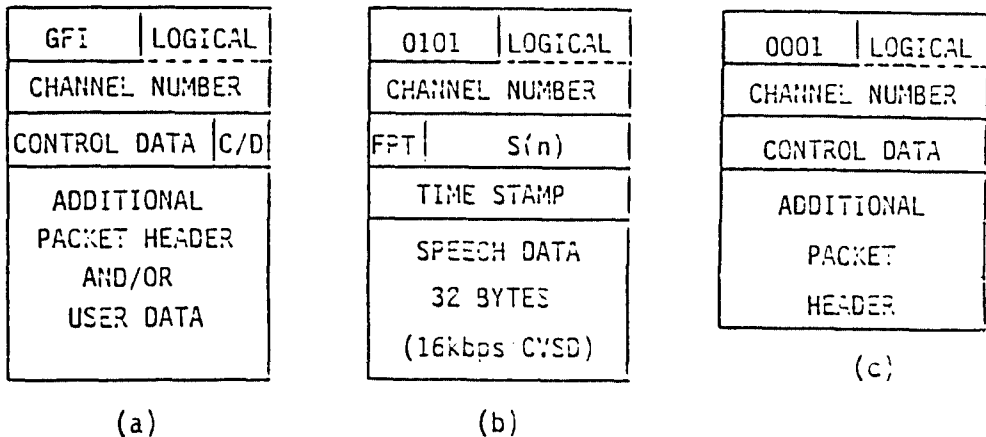 GFI LOGICAL
CHANNEL NUMBER
CONTROL DATA C/D
ADDITIONAL
PACKET HEADER
AND/OR
USER DATA
(a)
0101 LOGICAL
CHANNEL NUMBER
FPT S(n)
TIME STAMP
SPEECH DATA
32 BYTES
(16kbps CVSD)
(b)
0001 LOGICAL
CHANNEL NUMBER
CONTROL DATA
ADDITIONAL
PACKET
HEADER
(c)